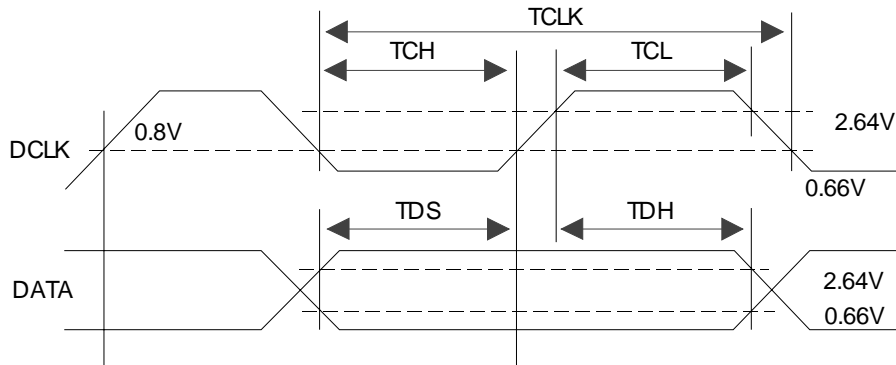 TCLK
TCH TCL
0.8V 2.64V
DCLK
0.66V
TDS TDH
DATA 2.64V
0.66V